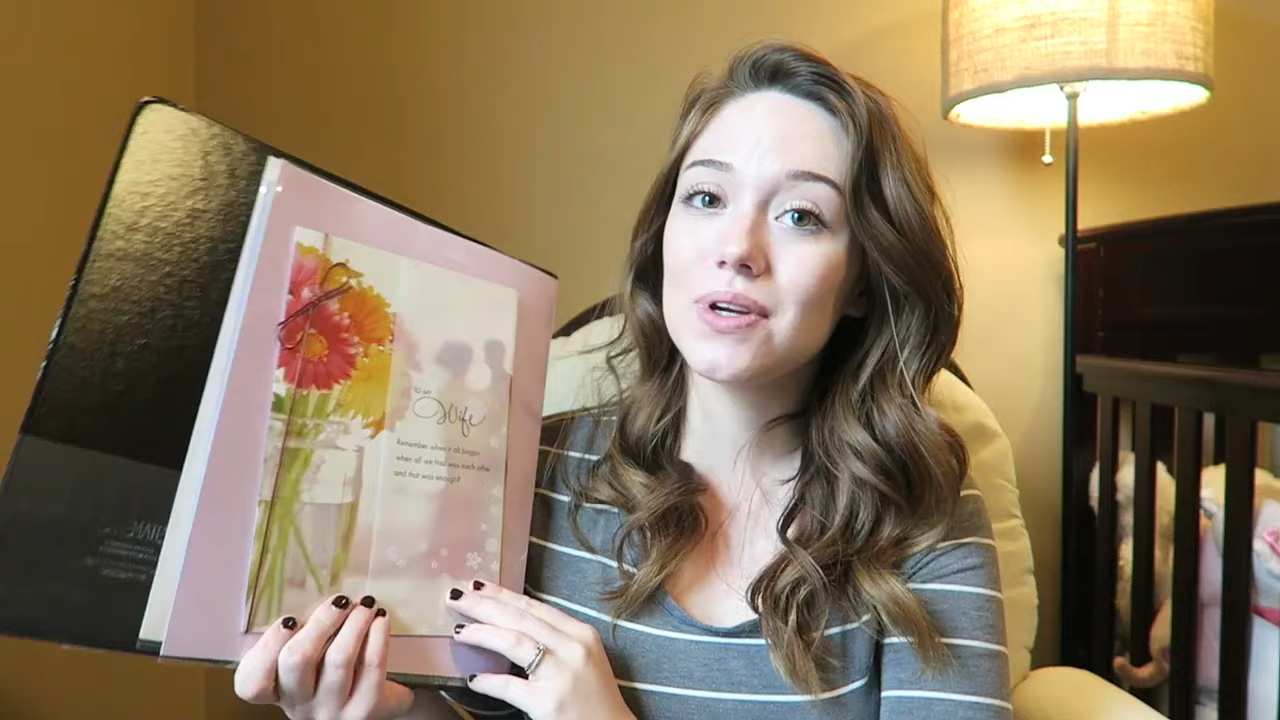 TO MY
Wife
Remember when it all began
when all we had was each other
and that was enough?